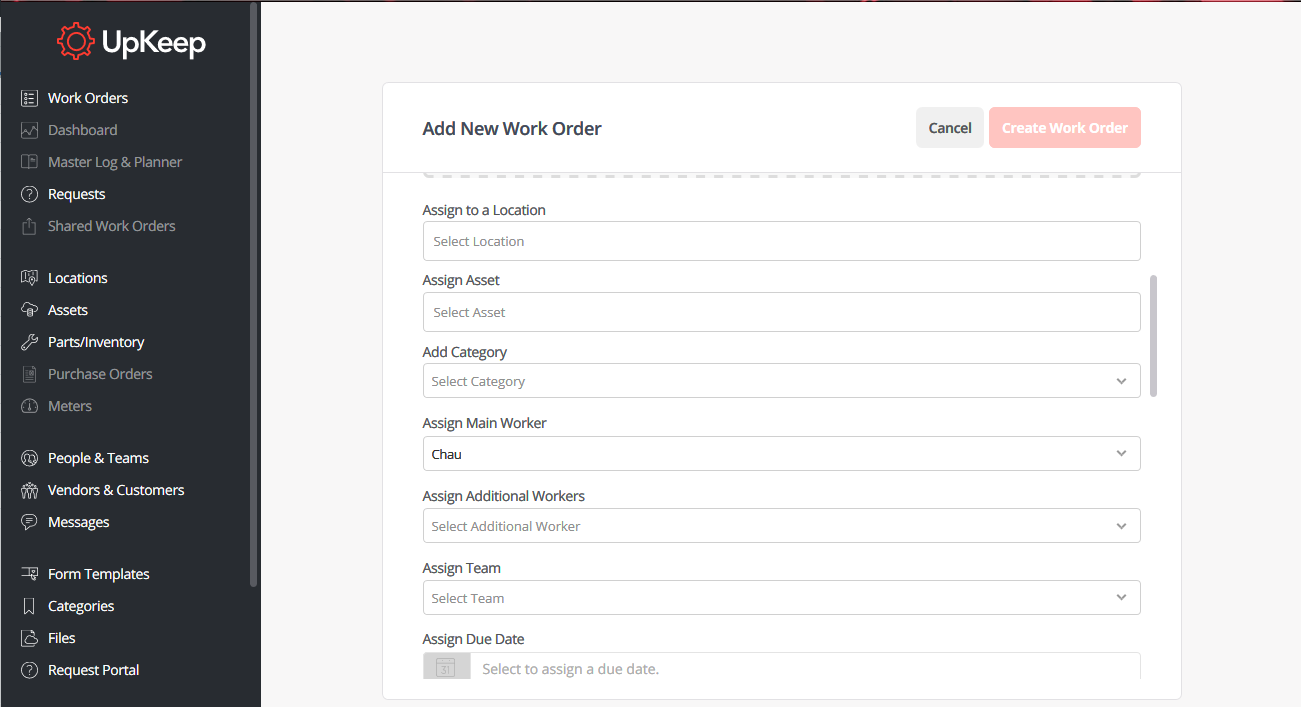 UpKeep
Work Orders
Dashboard
Master Log & Planner
Requests
Shared Work Orders
Locations
Assets
Parts/Inventory
Purchase Orders
Meters
People & Teams
Vendors & Customers
Messages
Form Templates
Categories
Files
Request Portal
Add New Work Order
Cancel
Create Work Order
Assign to a Location
Select Location
Assign Asset
Select Asset
Add Category
Select Category
Assign Main Worker
Chau
Assign Additional Workers
Select Additional Worker
Assign Team
Select Team
Assign Due Date
31
Select to assign a due date.